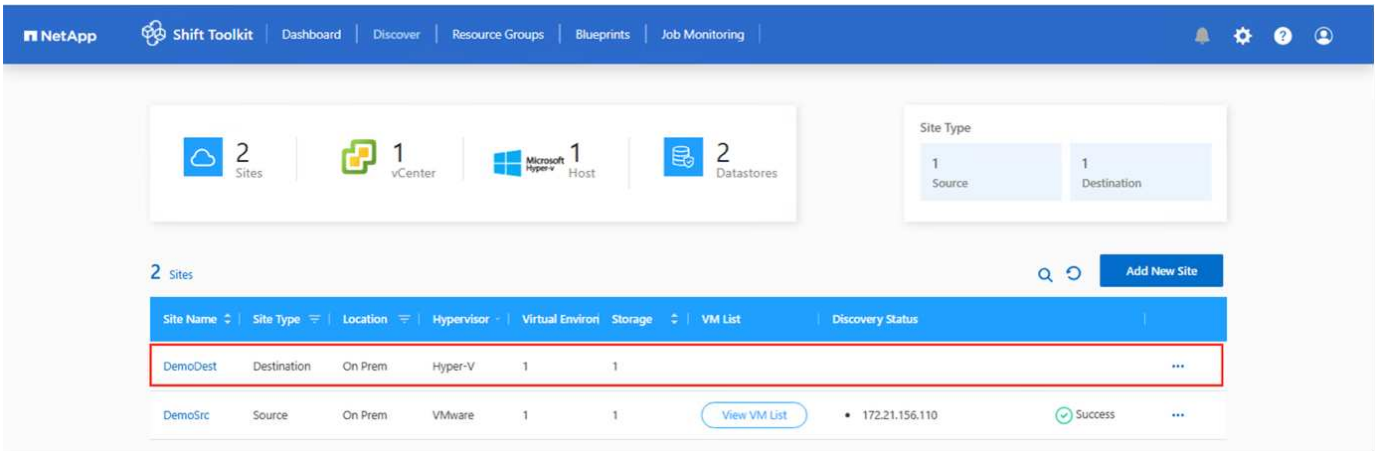 NetApp Shift Toolkit Dashboard Discover Resource Groups Blueprints Job Monitoring
2 Sites
1 vCenter
Microsoft Hyper-V 1 Host
2 Datastores
Site Type
1 Source
1 Destination
2 Sites Add New Site
Site Name Site Type Location Hypervisor Virtual Environ Storage VM List Discovery Status
DemoDest Destination On Prem Hyper-V 1 1 ...
DemoSrc Source On Prem VMware 1 1 View VM List • 172.21.156.110 Success ...